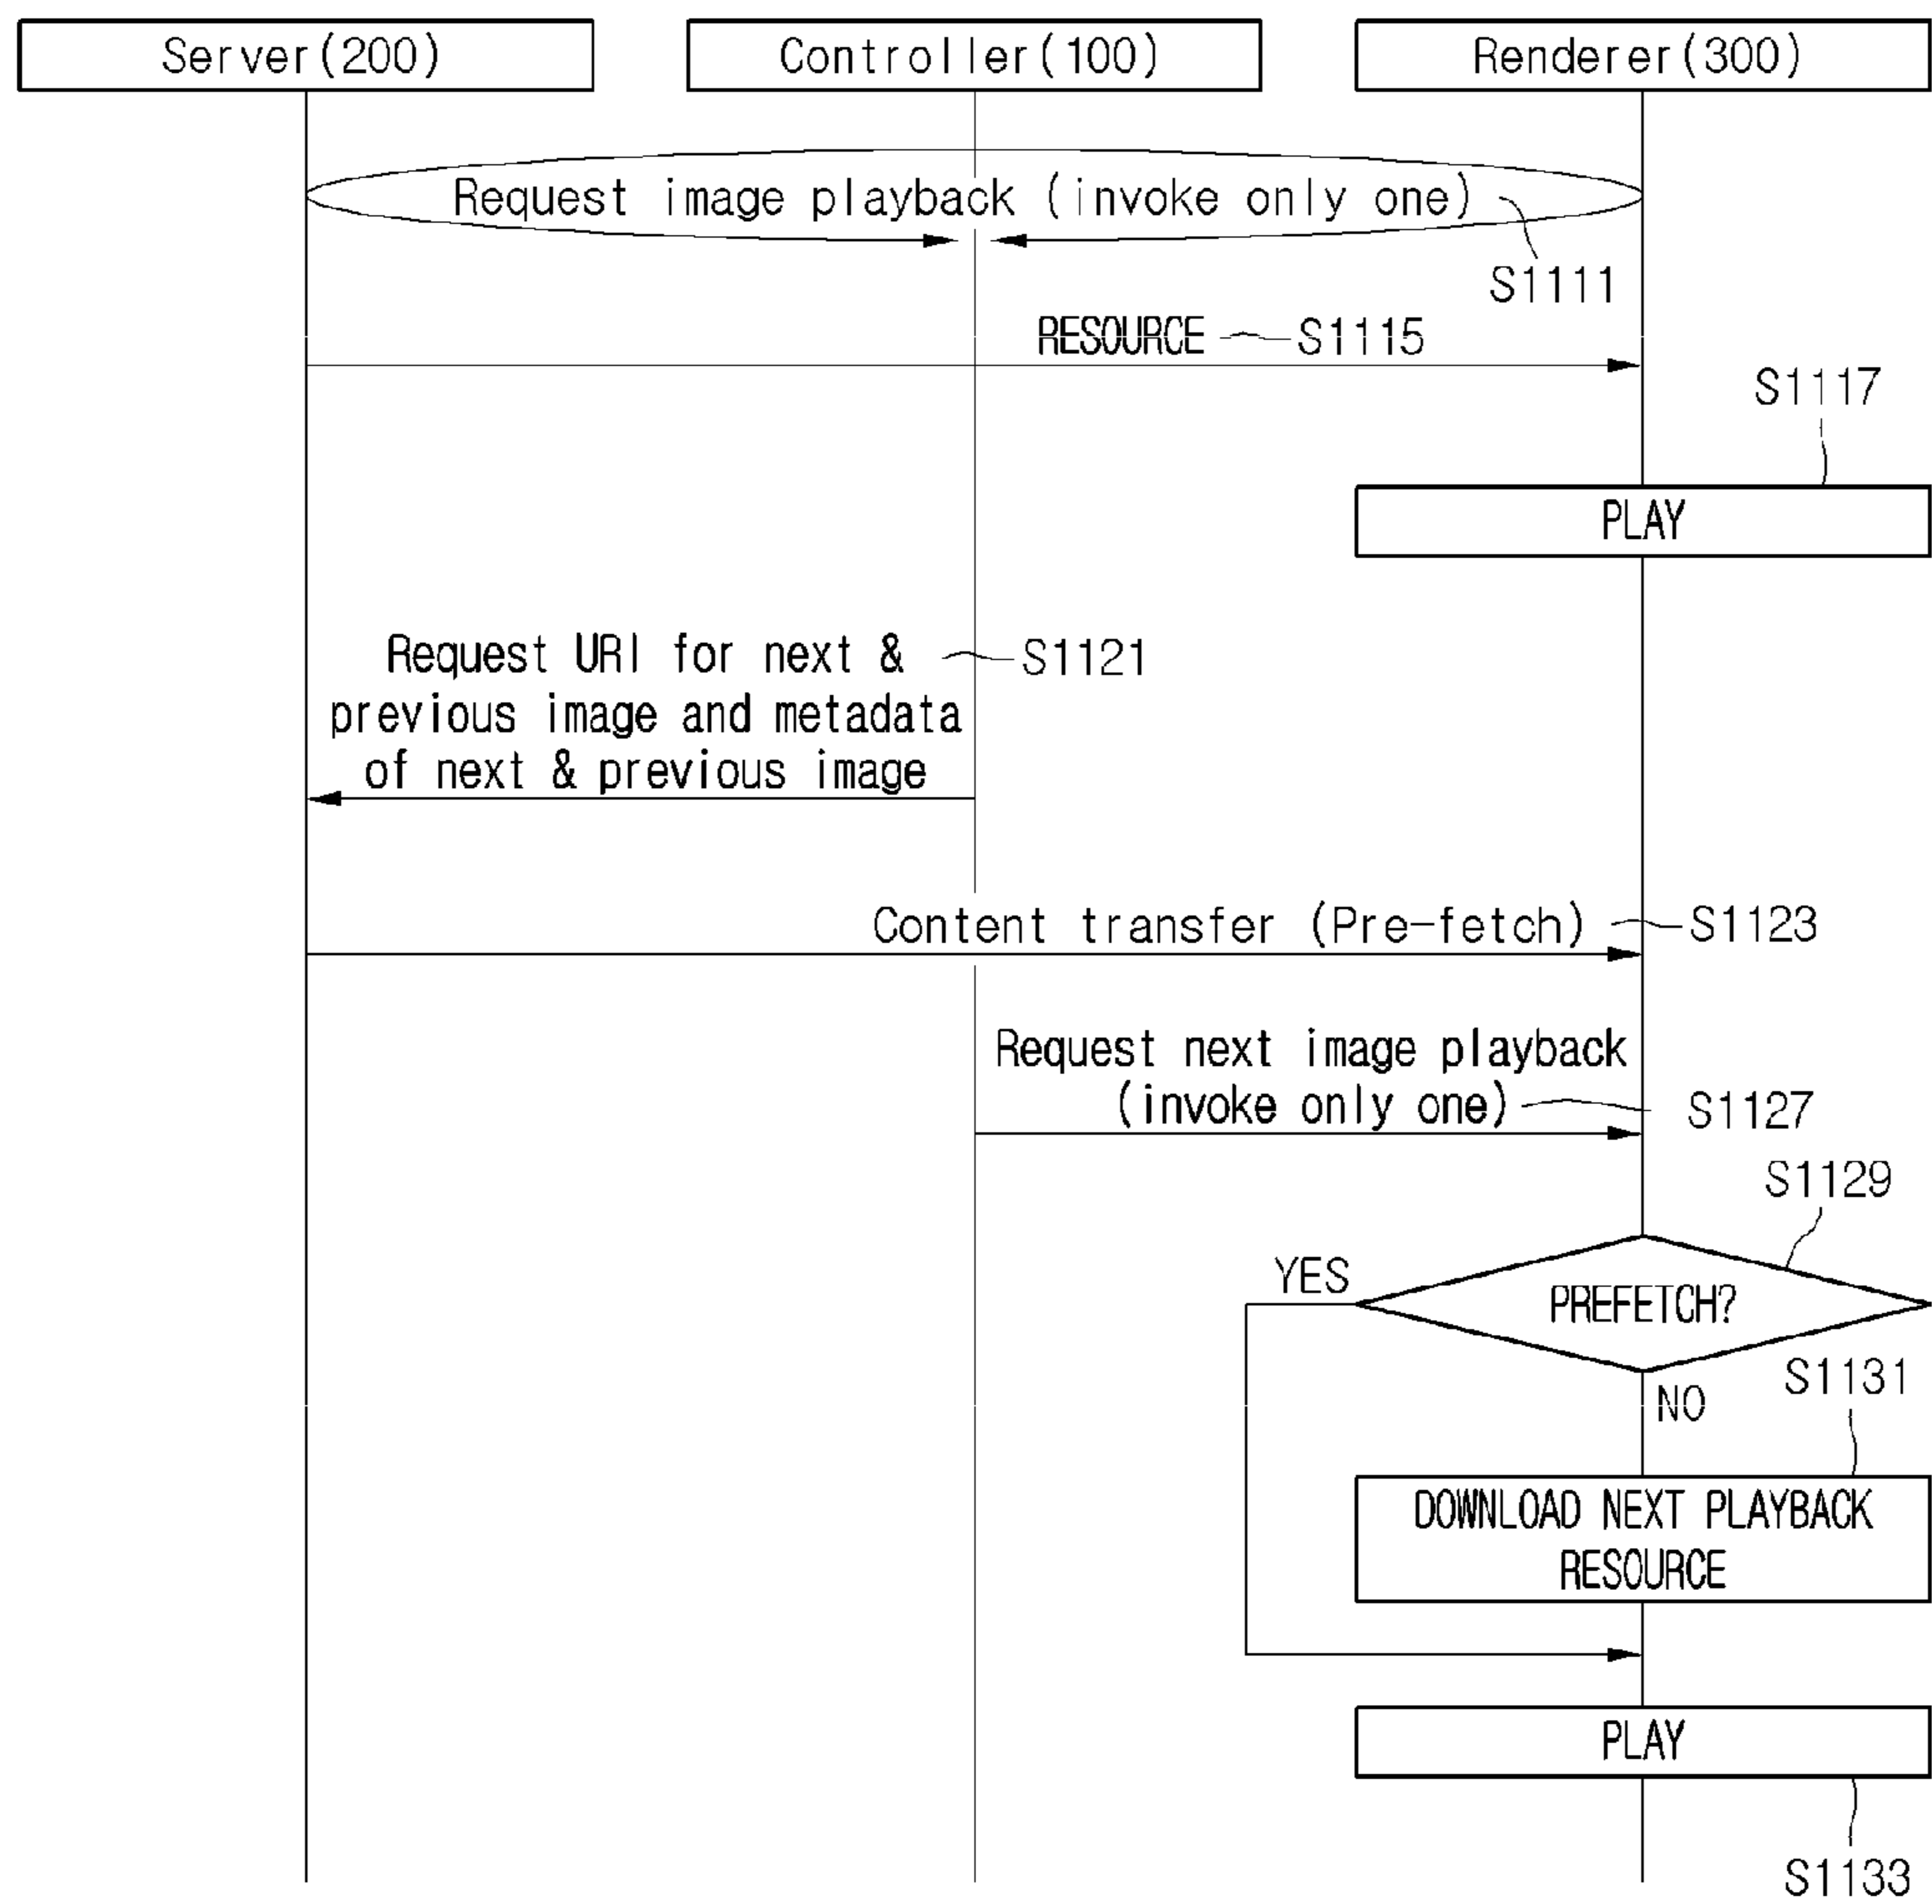 Server(200)
Controller(100)
Renderer(300)
Request image playback (invoke only one)
S1111
RESOURCE
S1115
S1117
PLAY
Request URI for next &
previous image and metadata
of next & previous image
S1121
Content transfer (Pre-fetch)
S1123
Request next image playback
(invoke only one)
S1127
S1129
YES
PREFETCH?
NO
S1131
DOWNLOAD NEXT PLAYBACK
RESOURCE
PLAY
S1133